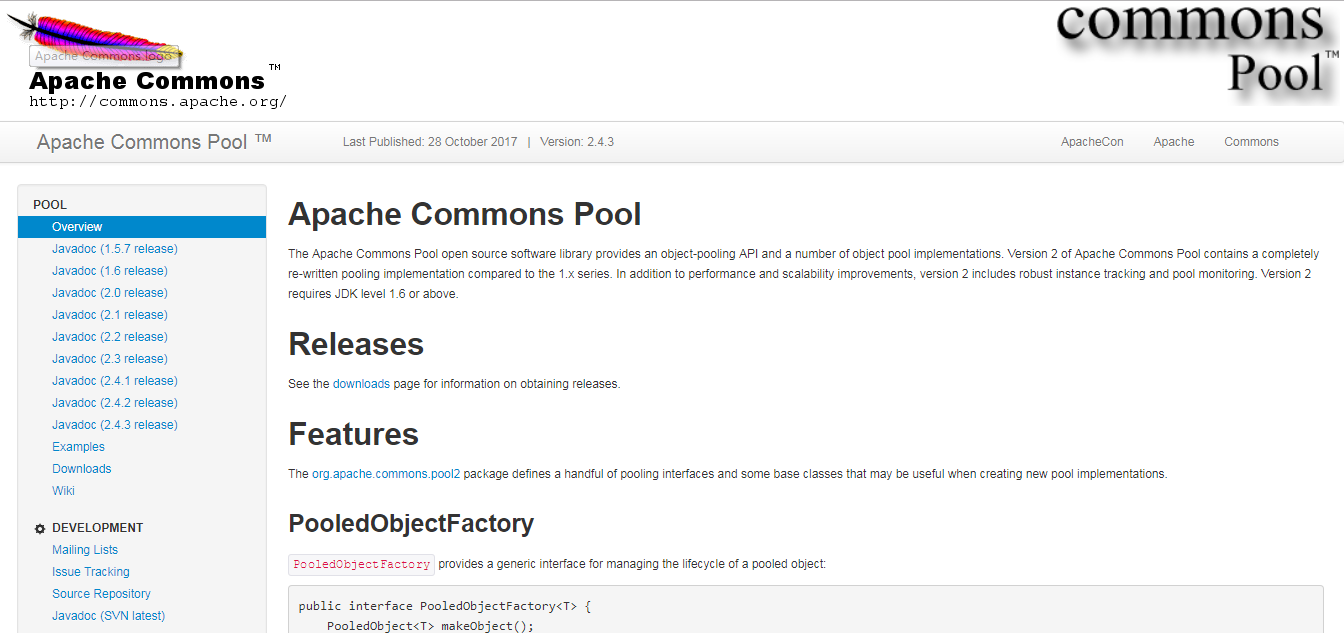 commons
Apache Commons logo
Apache Commons™
Pool™
http://commons.apache.org/
Apache Commons Pool ™
Last Published: 28 October 2017 | Version: 2.4.3
ApacheCon
Apache
Commons
POOL
Overview
Javadoc (1.5.7 release)
Javadoc (1.6 release)
Javadoc (2.0 release)
Javadoc (2.1 release)
Javadoc (2.2 release)
Javadoc (2.3 release)
Javadoc (2.4.1 release)
Javadoc (2.4.2 release)
Javadoc (2.4.3 release)
Examples
Downloads
Wiki
DEVELOPMENT
Mailing Lists
Issue Tracking
Source Repository
Javadoc (SVN latest)
Apache Commons Pool
The Apache Commons Pool open source software library provides an object-pooling API and a number of object pool implementations. Version 2 of Apache Commons Pool contains a completely
re-written pooling implementation compared to the 1.x series. In addition to performance and scalability improvements, version 2 includes robust instance tracking and pool monitoring. Version 2
requires JDK level 1.6 or above.
Releases
See the downloads page for information on obtaining releases.
Features
The org.apache.commons.pool2 package defines a handful of pooling interfaces and some base classes that may be useful when creating new pool implementations.
PooledObjectFactory
PooledObjectFactory provides a generic interface for managing the lifecycle of a pooled object:
public interface PooledObjectFactory<T> {
PooledObject<T> makeObject();